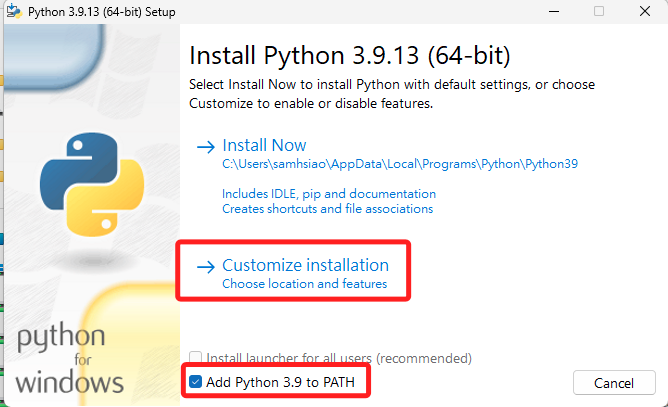 Python 3.9.13 (64-bit) Setup
Install Python 3.9.13 (64-bit)
Select Install Now to install Python with default settings, or choose
Customize to enable or disable features.
Install Now
C:\Users\samhsiao\AppData\Local\Programs\Python\Python39
Includes IDLE, pip and documentation
Creates shortcuts and file associations
Customize installation
Choose location and features
Install launcher for all users (recommended)
Add Python 3.9 to PATH
Cancel
python
for
windows